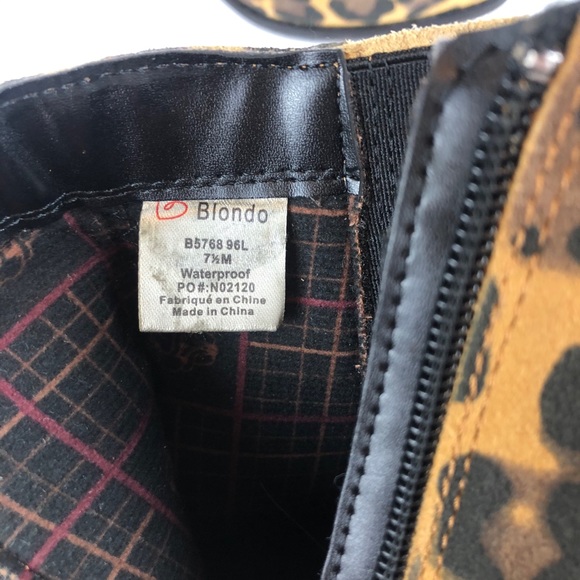 Blondo
B5768 96L
7½M
Waterproof
PO#:N02120
Fabriqué en Chine
Made in China